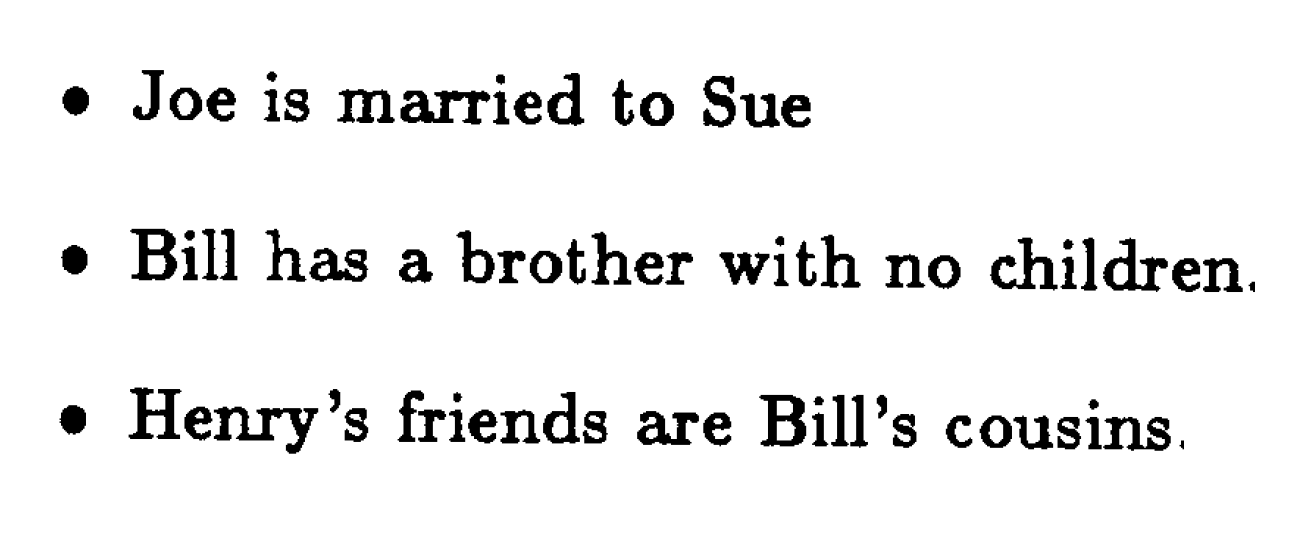 • Joe is married to Sue
• Bill has a brother with no children.
• Henry's friends are Bill's cousins.